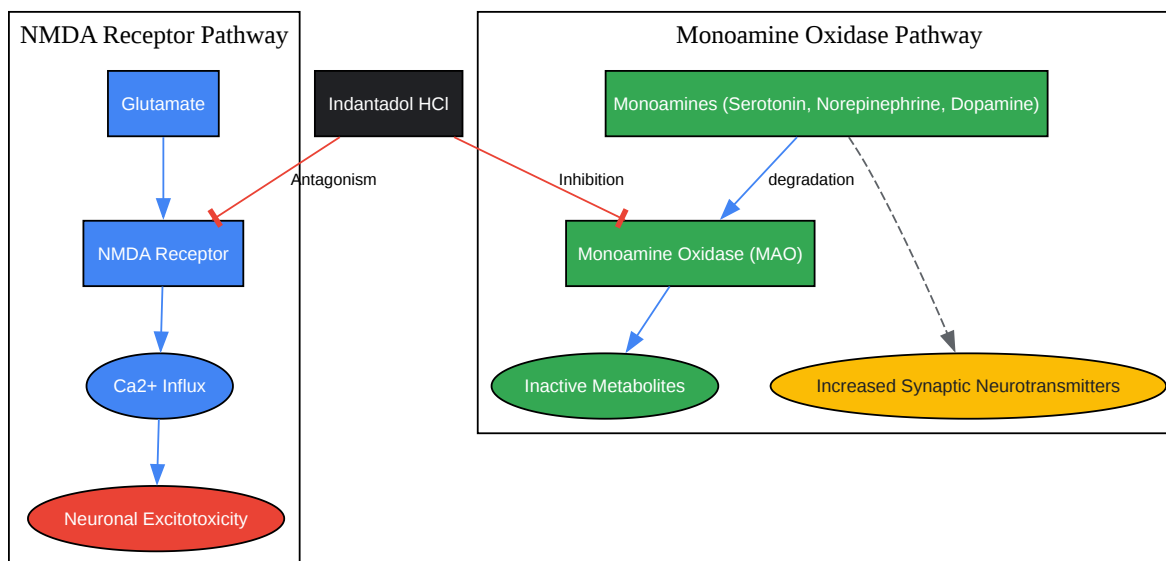 NMDA Receptor Pathway
Monoamine Oxidase Pathway
Glutamate
Indantadol HCl
Monoamines (Serotonin, Norepinephrine, Dopamine)
Antagonism
Inhibition
degradation
NMDA Receptor
Monoamine Oxidase (MAO)
Ca2+ Influx
Inactive Metabolites
Increased Synaptic Neurotransmitters
Neuronal Excitotoxicity